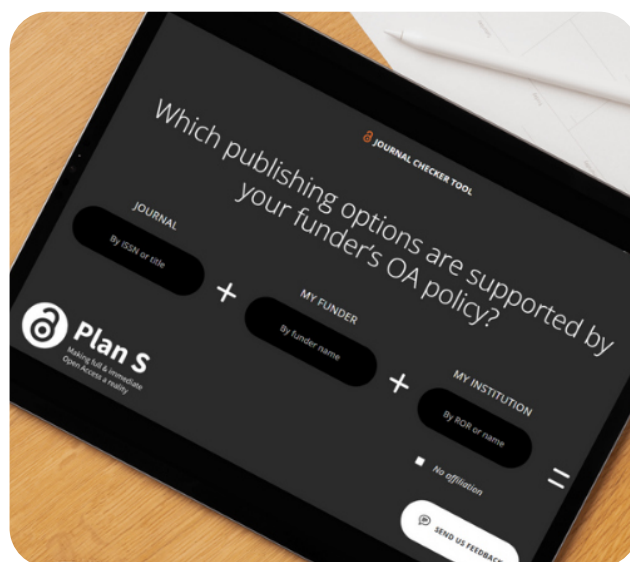 JOURNAL CHECKER TOOL
Which publishing options are supported by
your funder's OA policy?
JOURNAL
By ISSN or title
+
MY FUNDER
By funder name
+
MY INSTITUTION
By ROR or name
=
No affiliation
Plan S
Making full & immediate
Open Access a reality
SEND US FEEDBACK